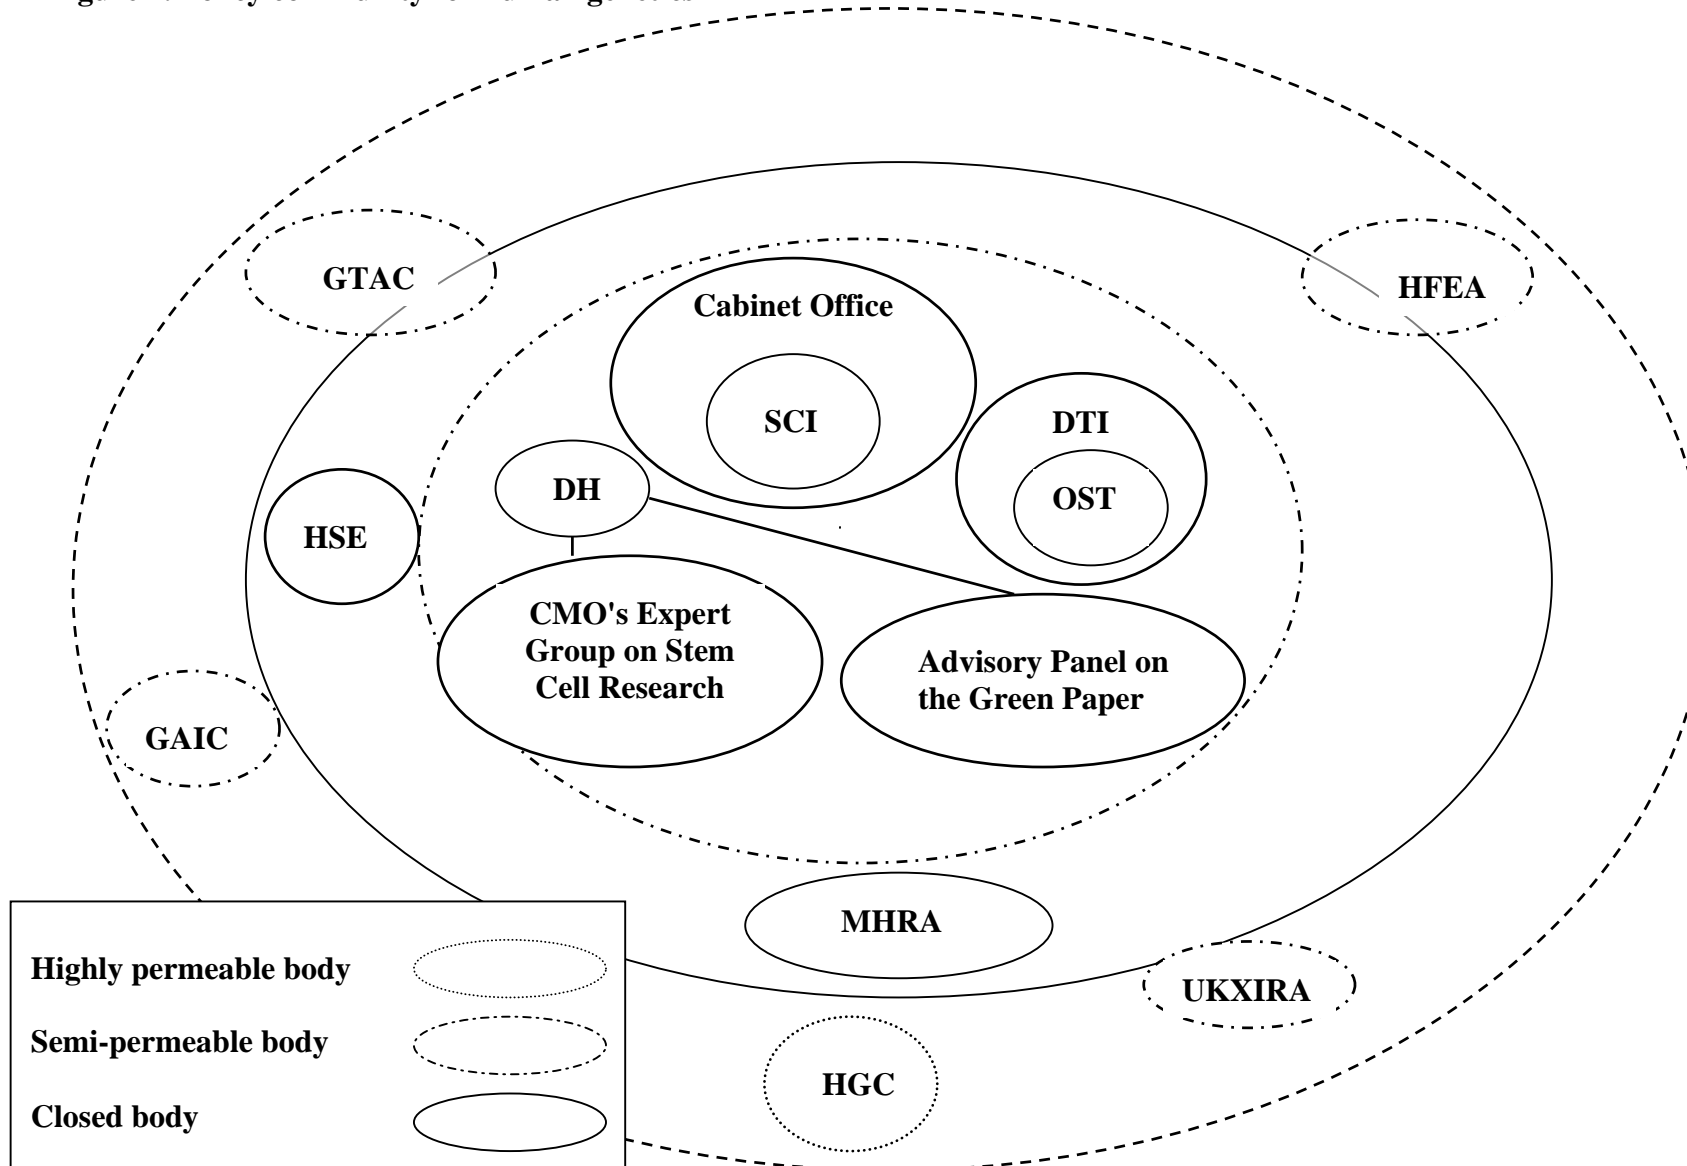 GTAC
HFEA
Cabinet Office
SCI
DTI
OST
DH
HSE
CMO's Expert
Group on Stem
Cell Research
Advisory Panel on
the Green Paper
GAIC
MHRA
UKXIRA
HGC
Highly permeable body
Semi-permeable body
Closed body